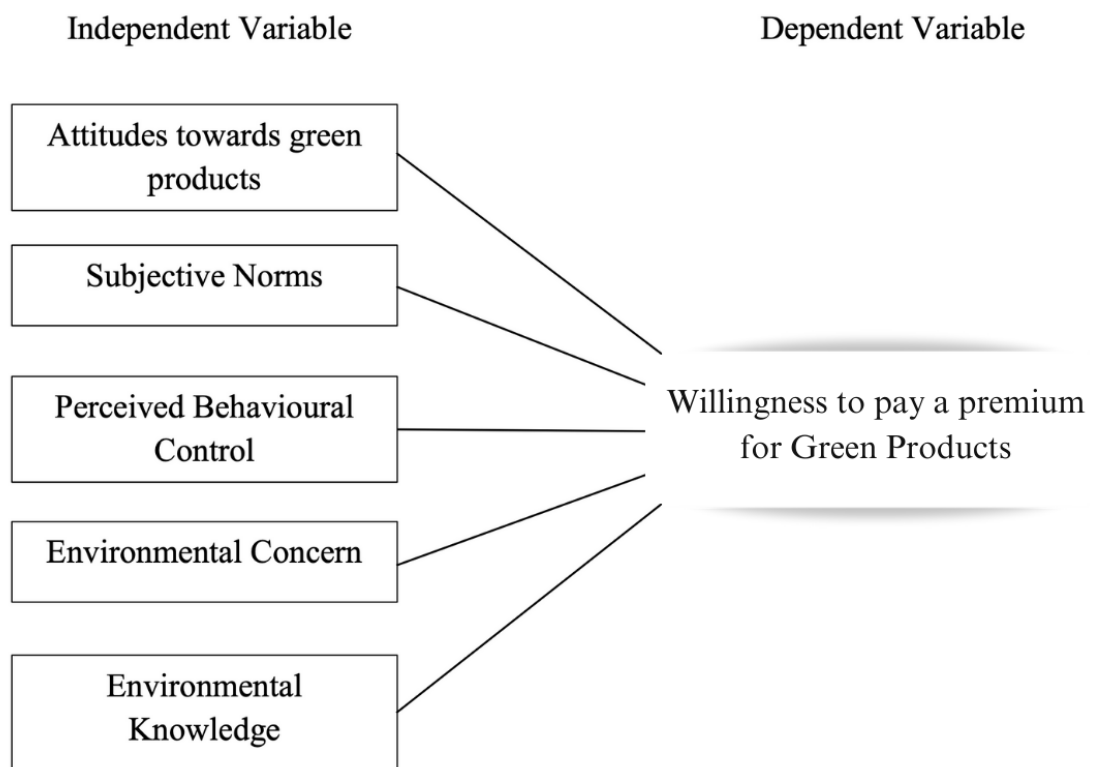 Independent Variable
Dependent Variable
Attitudes towards green
products
Subjective Norms
Perceived Behavioural
Control
Environmental Concern
Environmental
Knowledge
Willingness to pay a premium
for Green Products